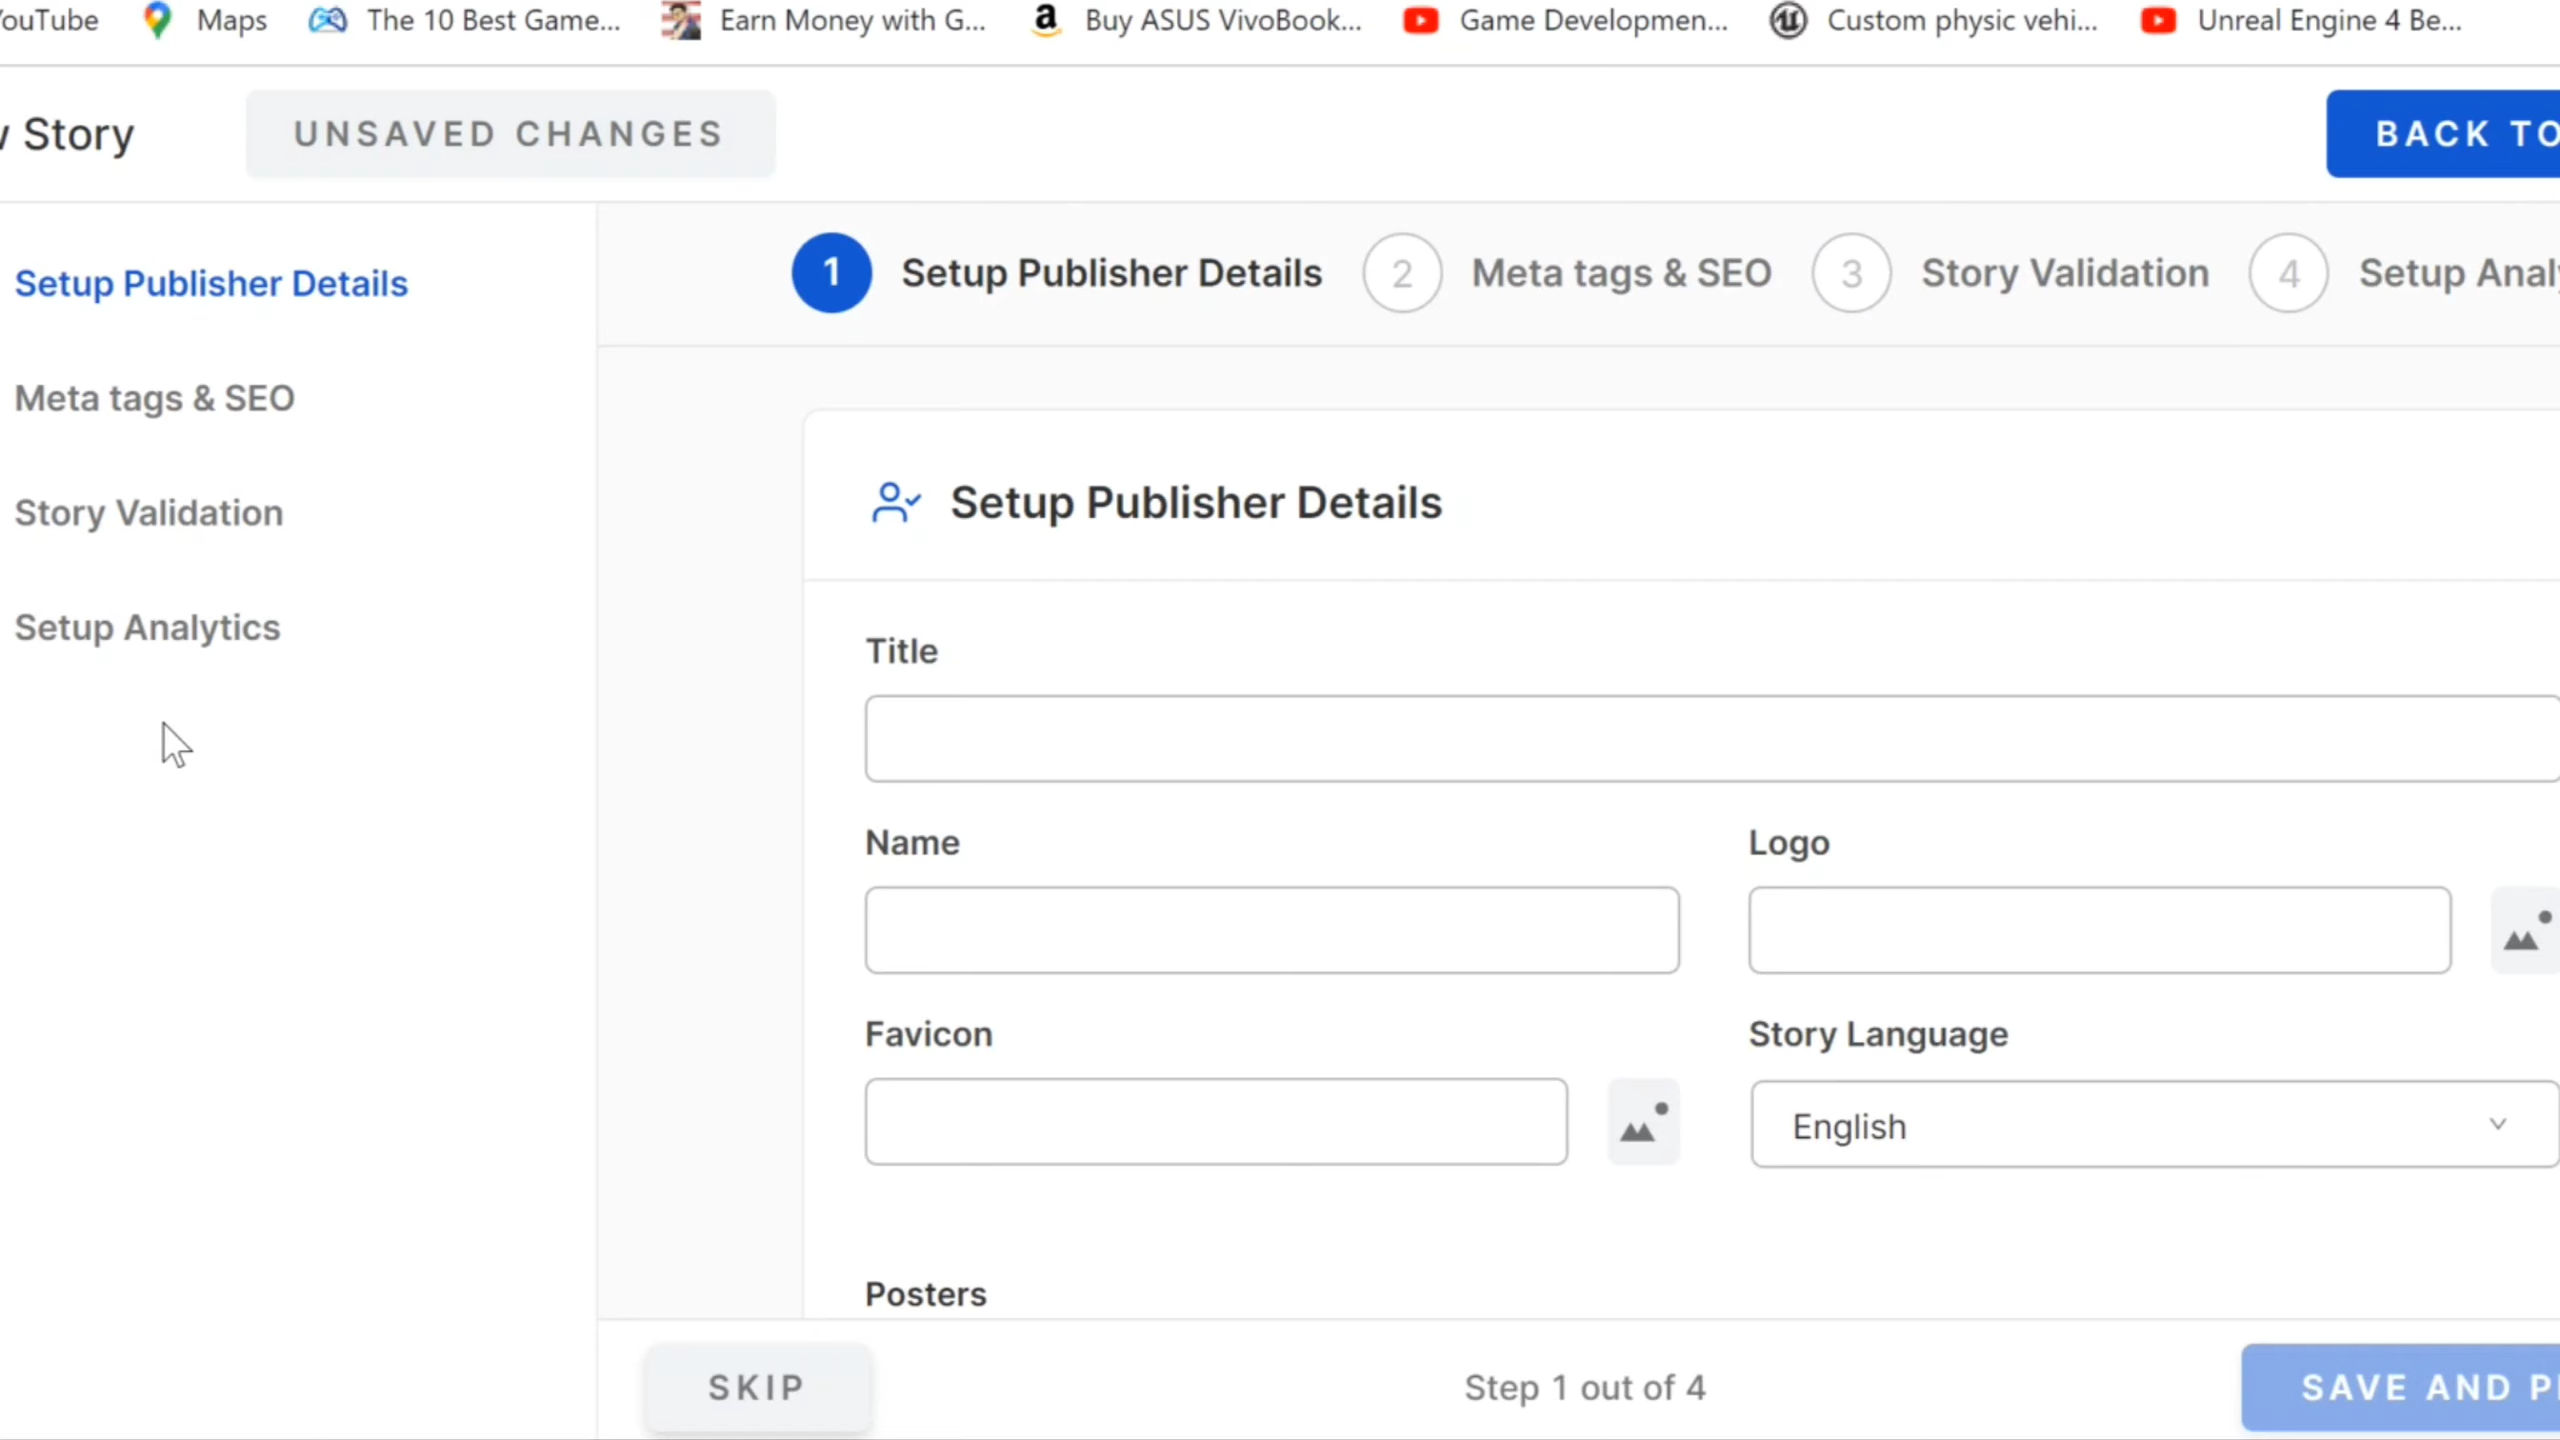 YouTube Maps The 10 Best Game... Earn Money with G... Buy ASUS VivoBook... Game Developmen... Custom physic vehi... Unreal Engine 4 Be...
Story UNSAVED CHANGES BACK TO
Setup Publisher Details
Meta tags & SEO
Story Validation
Setup Analytics
1 Setup Publisher Details 2 Meta tags & SEO 3 Story Validation 4 Setup Analy
Setup Publisher Details
Title
Name Logo
Favicon Story Language
English
Posters
SKIP Step 1 out of 4 SAVE AND